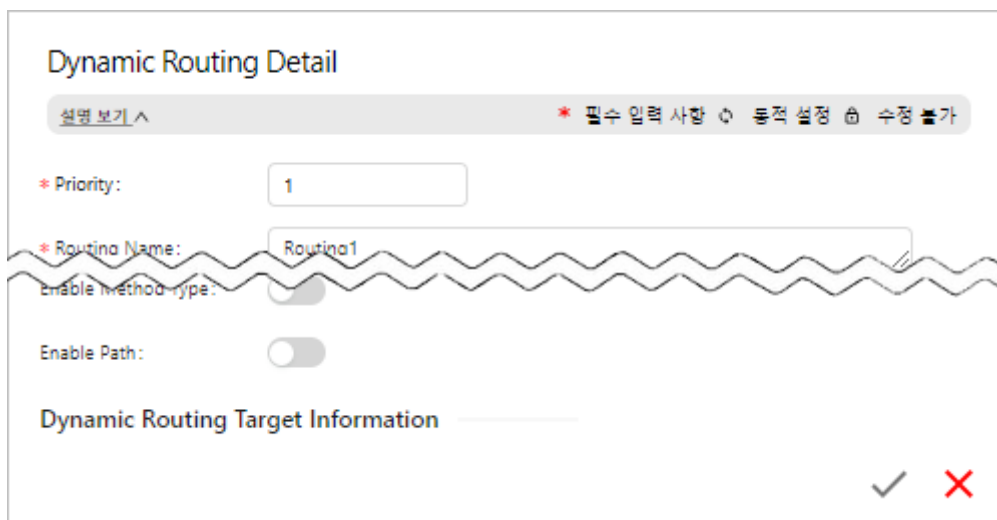 Dynamic Routing Detail
설명 보기 * 필수 입력 사항 동적 설정 수정 불가
* Priority: 1
* Routing Name: Routing1
Enable Method Type:
Enable Path:
Dynamic Routing Target Information